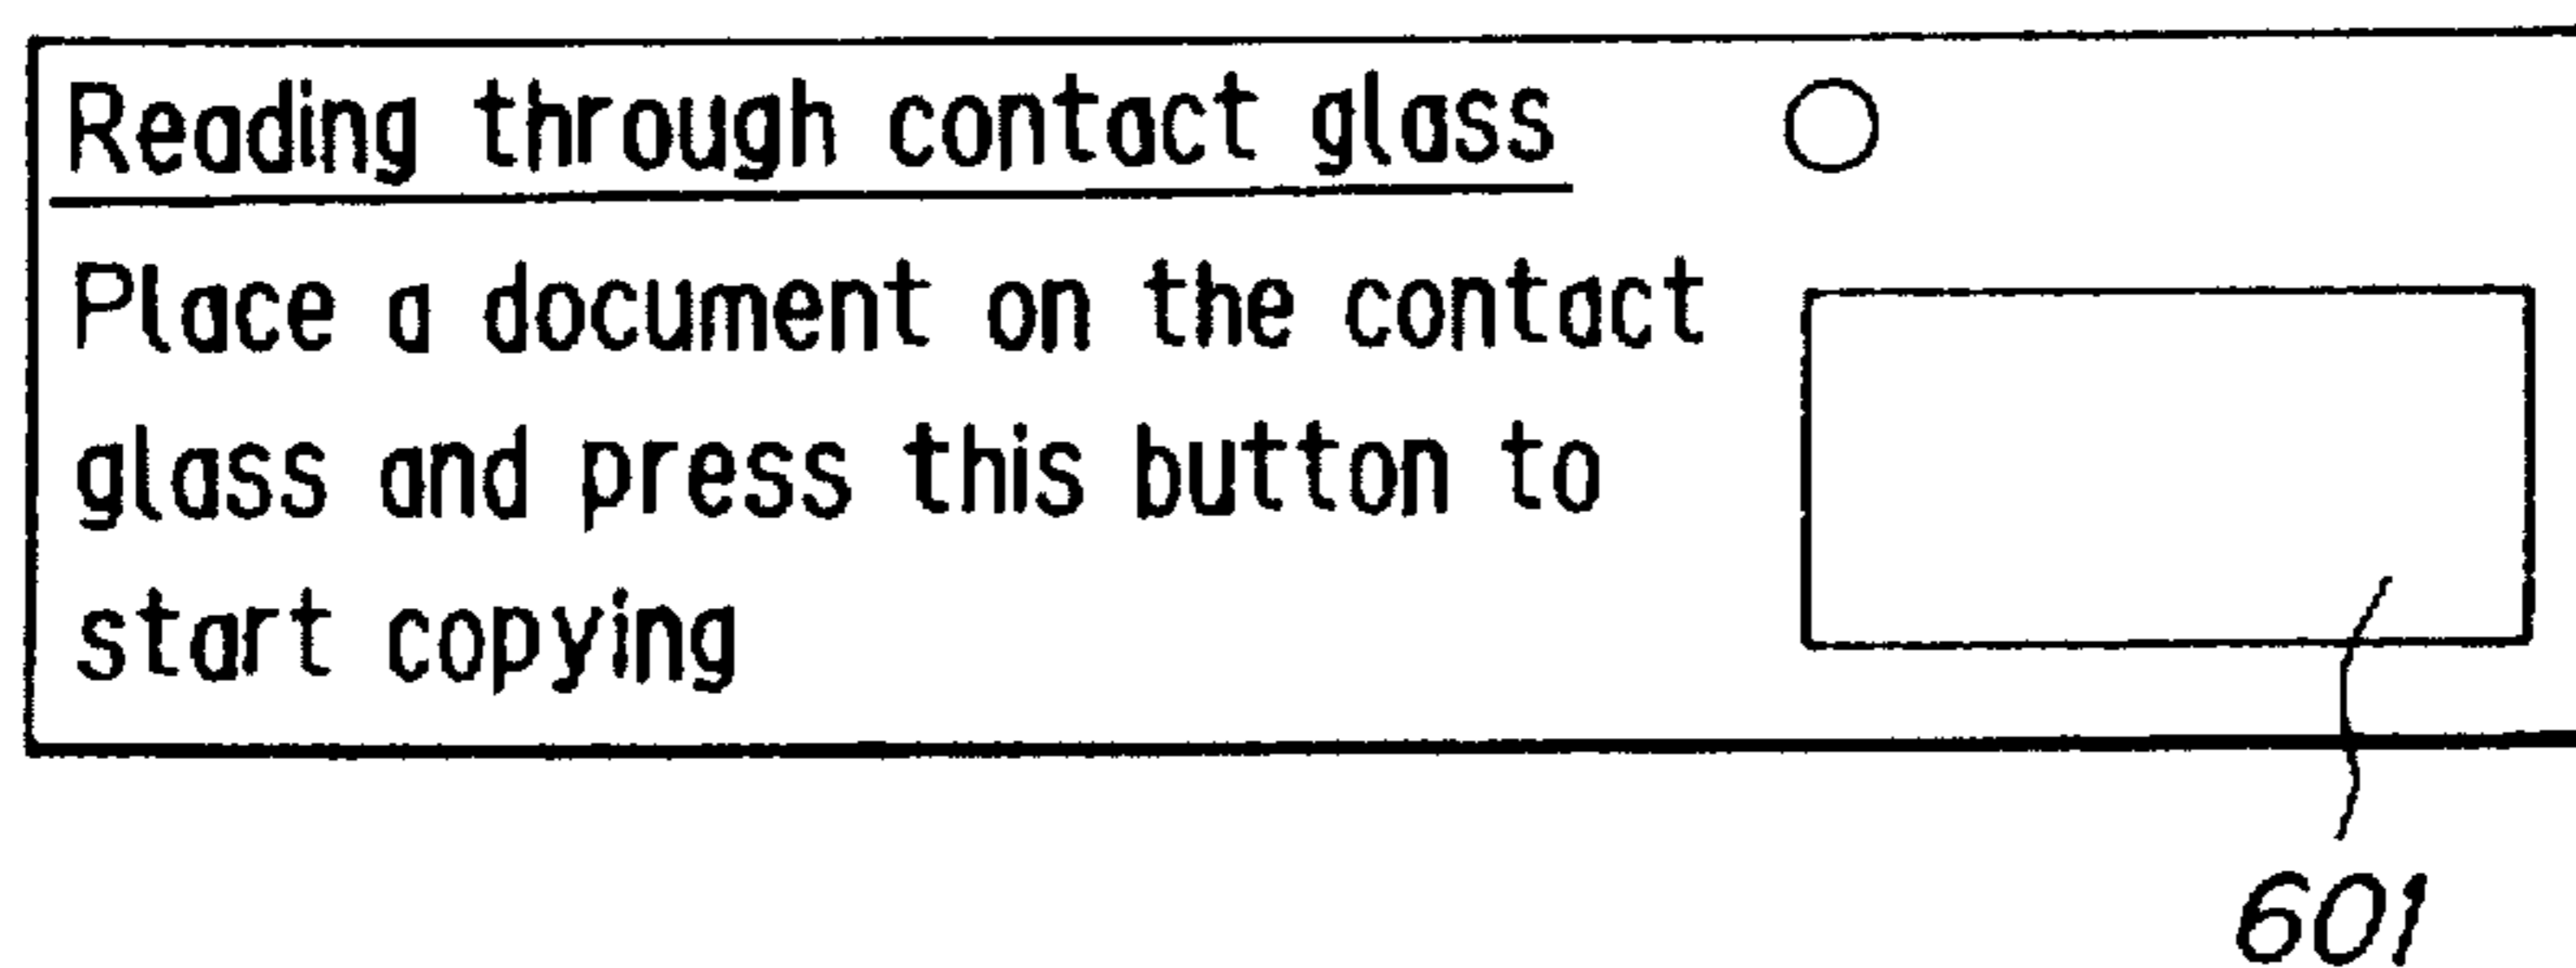 Reading through contact glass
Place a document on the contact
glass and press this button to
start copying
601